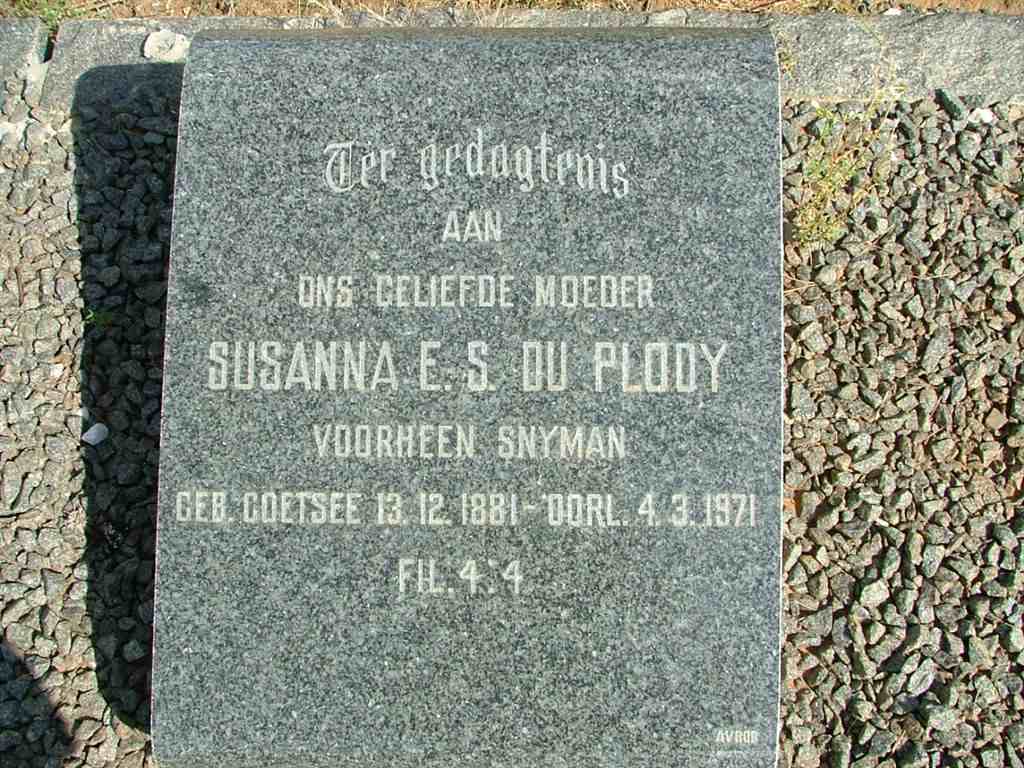 Ter gedagtenis
AAN
ONS GELIEFDE MOEDER
SUSANNA E. S. DU PLOOY
VOORHEEN SNYMAN
GEB. COETSEE 13. 12. 1881 - OORL. 4. 3. 1971
FIL. 4:4
AVBOB